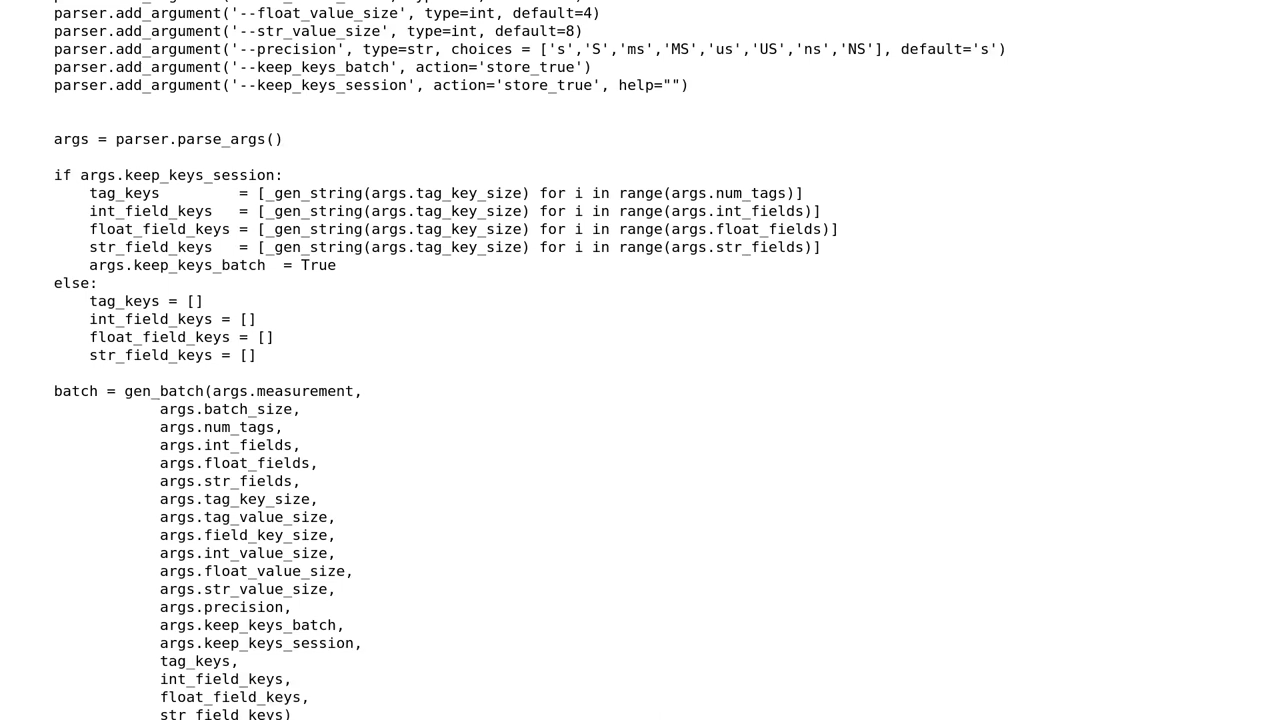 parser.add_argument('--float_value_size', type=int, default=4)
parser.add_argument('--str_value_size', type=int, default=8)
parser.add_argument('--precision', type=str, choices = ['s','S','ms','MS','us','US','ns','NS'], default='s')
parser.add_argument('--keep_keys_batch', action='store_true')
parser.add_argument('--keep_keys_session', action='store_true', help="")
args = parser.parse_args()
if args.keep_keys_session:
    tag_keys         = [_gen_string(args.tag_key_size) for i in range(args.num_tags)]
    int_field_keys   = [_gen_string(args.tag_key_size) for i in range(args.int_fields)]
    float_field_keys = [_gen_string(args.tag_key_size) for i in range(args.float_fields)]
    str_field_keys   = [_gen_string(args.tag_key_size) for i in range(args.str_fields)]
    args.keep_keys_batch  = True
else:
    tag_keys = []
    int_field_keys = []
    float_field_keys = []
    str_field_keys = []
batch = gen_batch(args.measurement,
            args.batch_size,
            args.num_tags,
            args.int_fields,
            args.float_fields,
            args.str_fields,
            args.tag_key_size,
            args.tag_value_size,
            args.field_key_size,
            args.int_value_size,
            args.float_value_size,
            args.str_value_size,
            args.precision,
            args.keep_keys_batch,
            args.keep_keys_session,
            tag_keys,
            int_field_keys,
            float_field_keys,
            str_field_keys)